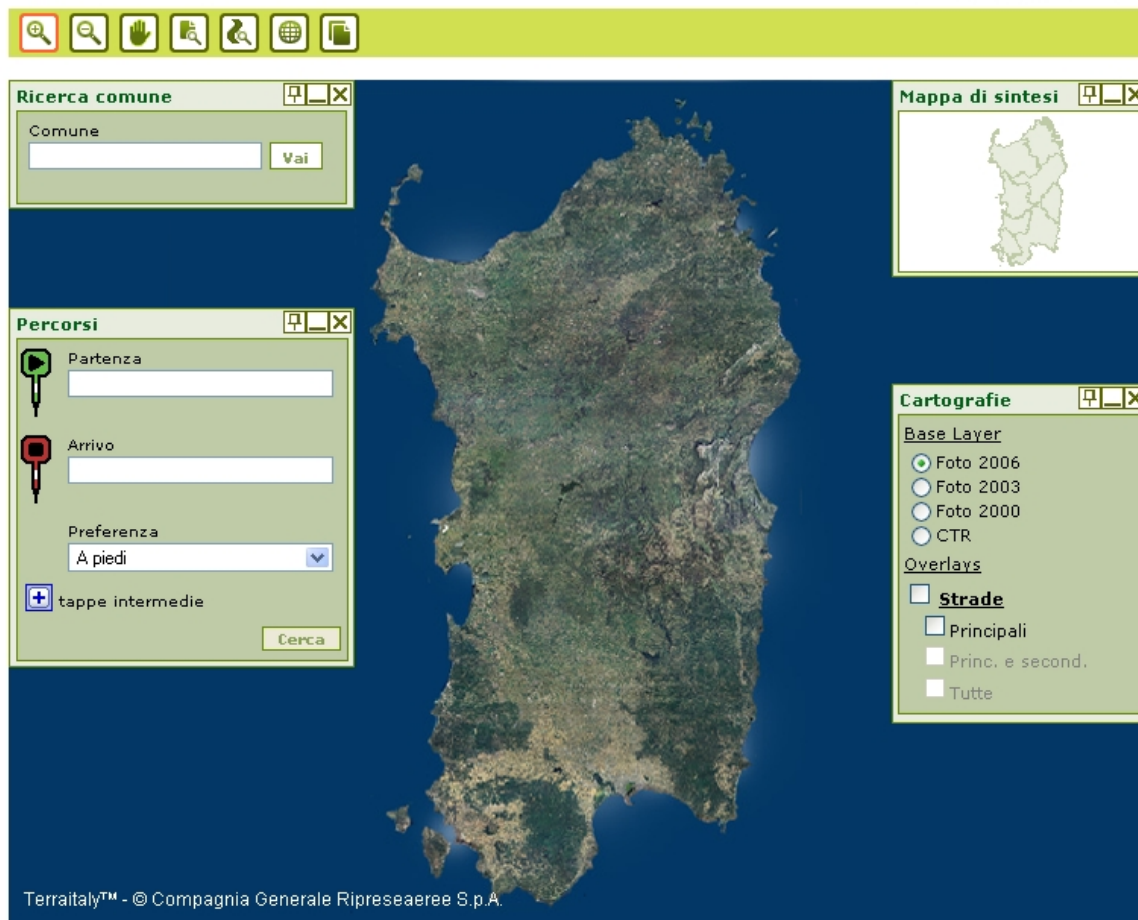 Ricerca comune
Comune
Vai
Percorsi
Partenza
Arrivo
Preferenza
A piedi
tappe intermedie
Cerca
Mappa di sintesi
Cartografie
Base Layer
Foto 2006
Foto 2003
Foto 2000
CTR
Overlays
Strade
Principali
Princ. e second.
Tutte
Terraitaly™ - © Compagnia Generale Ripreseaeree S.p.A.